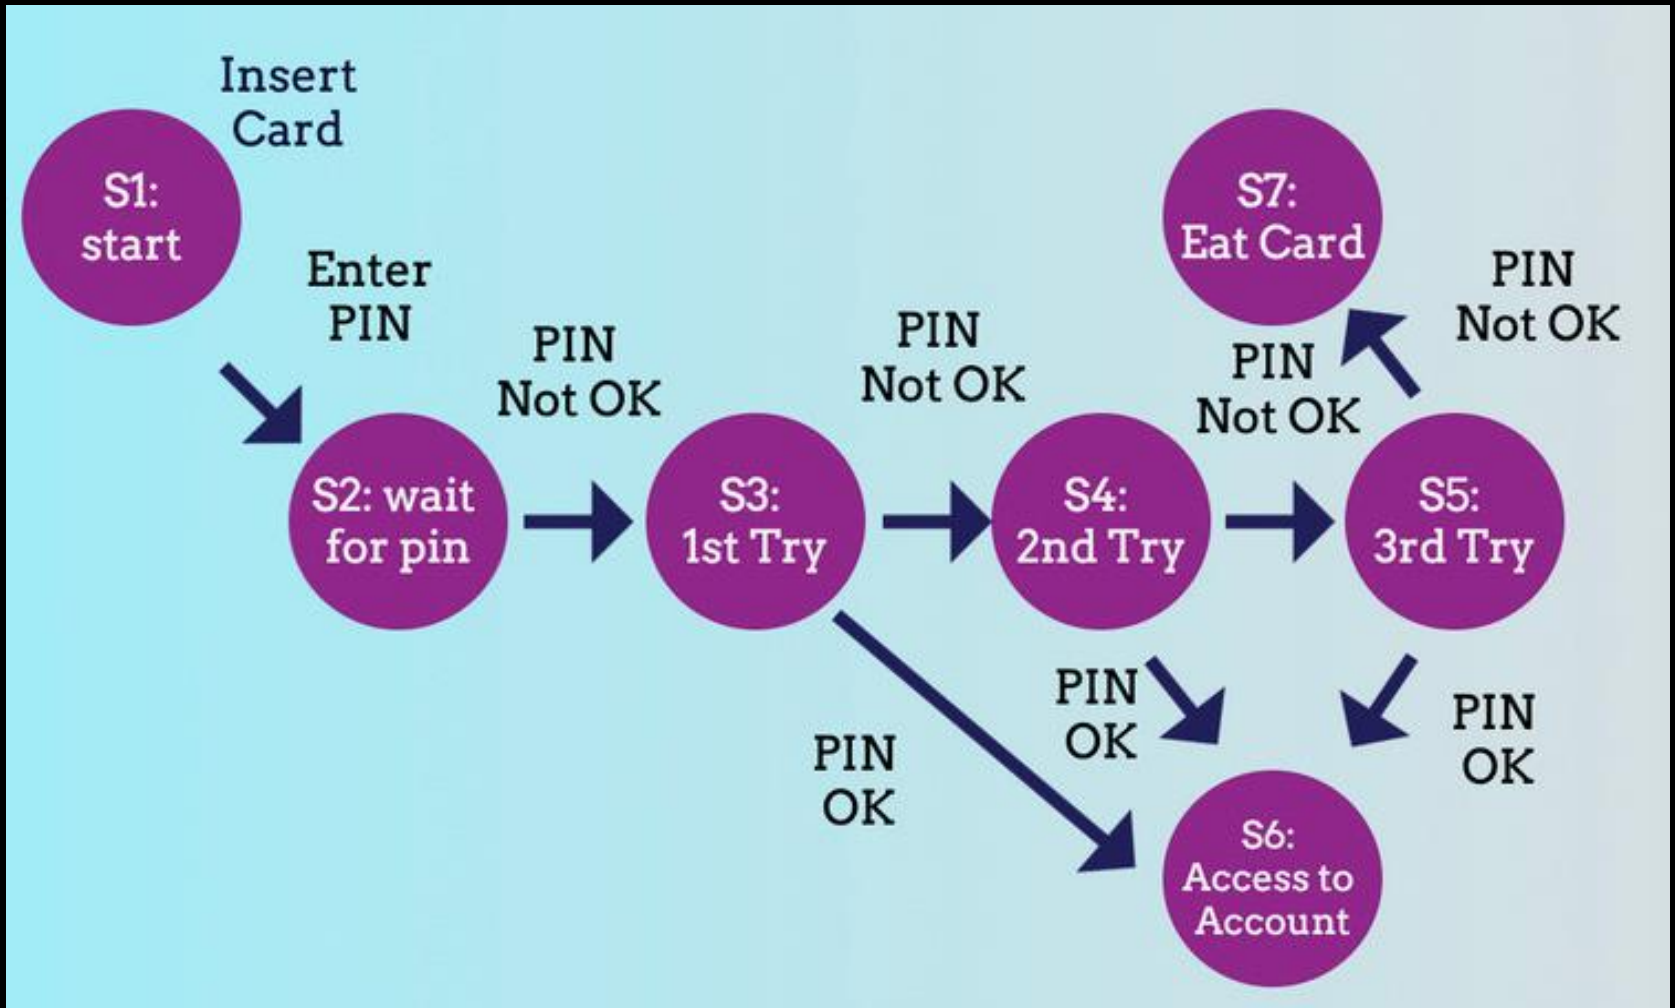 Insert
Card
S1:
start
Enter
PIN
PIN
Not OK
PIN
Not OK
PIN
Not OK
S7:
Eat Card
PIN
Not OK
S2: wait
for pin
S3:
1st Try
S4:
2nd Try
S5:
3rd Try
PIN
OK
PIN
OK
PIN
OK
S6:
Access to
Account